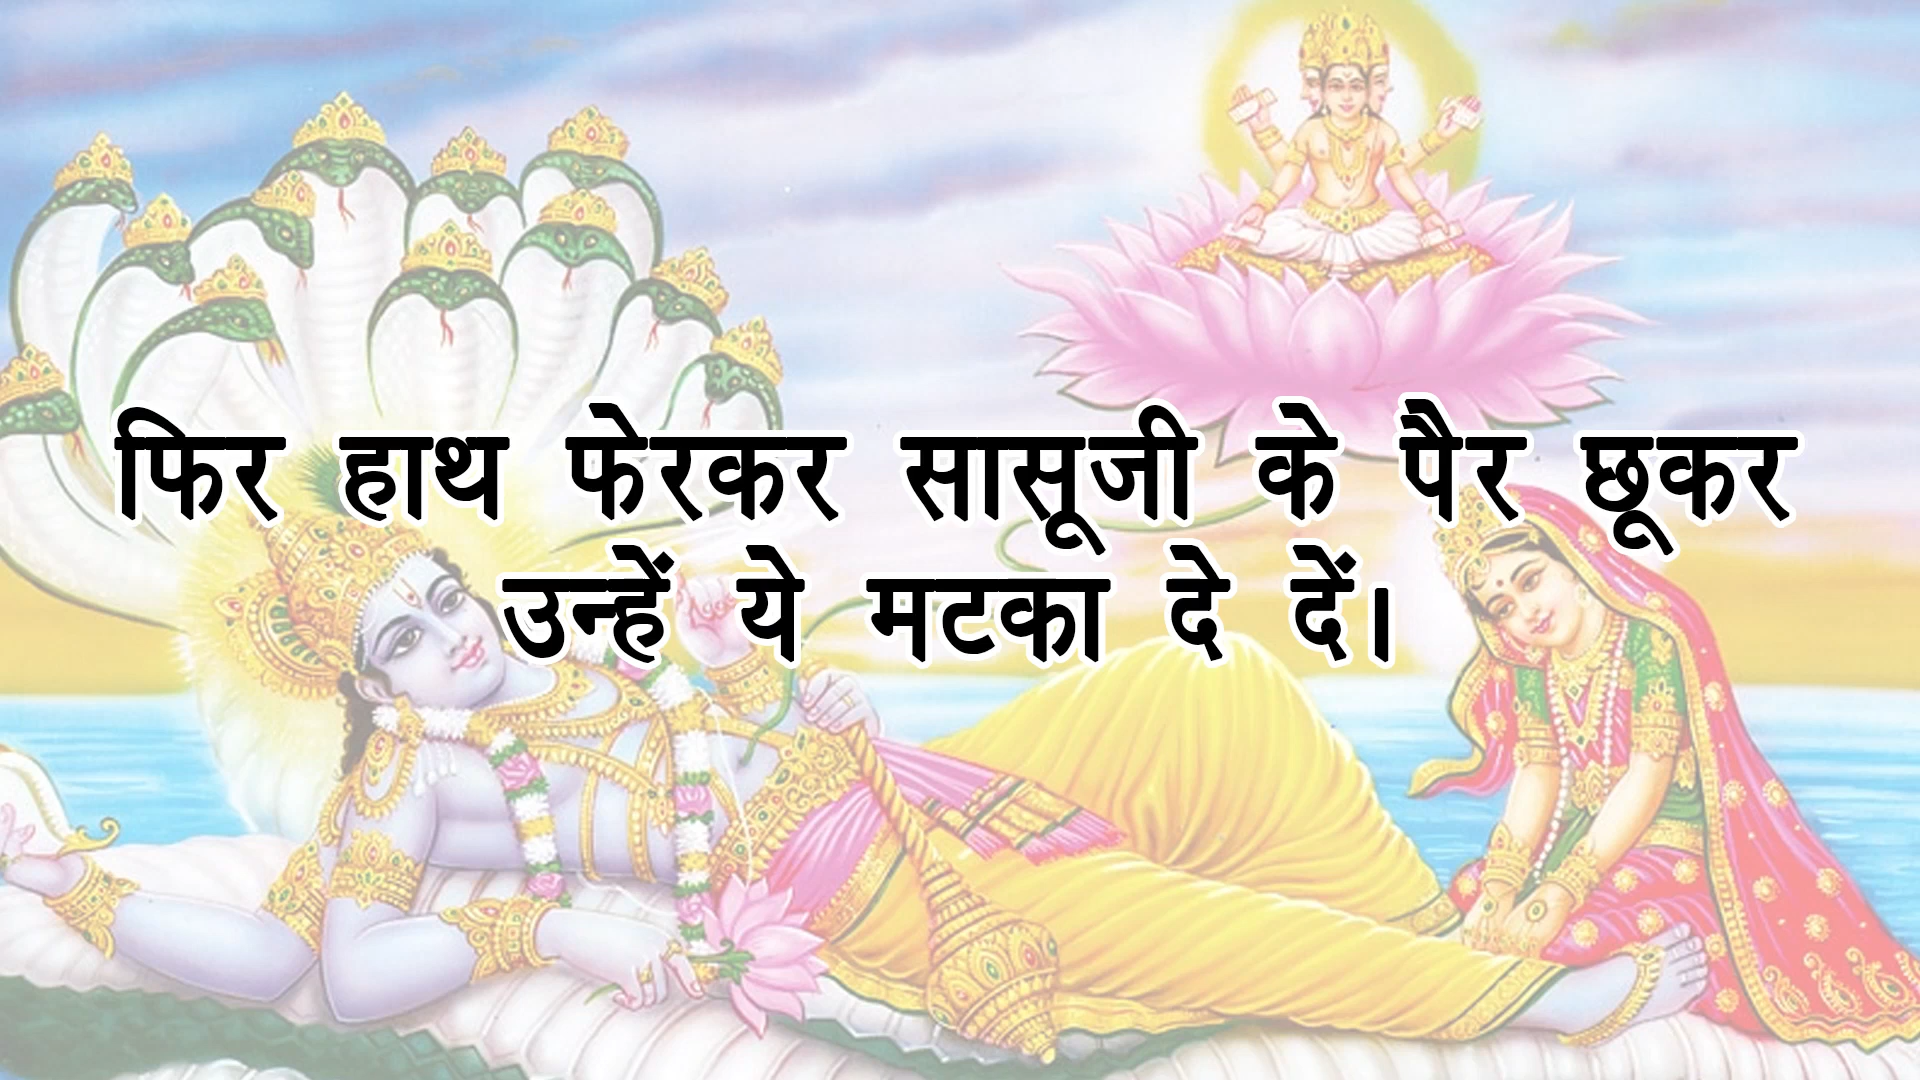 फिर हाथ फेरकर सासूजी के पैर छूकर
उन्हें ये मटका दे दें।